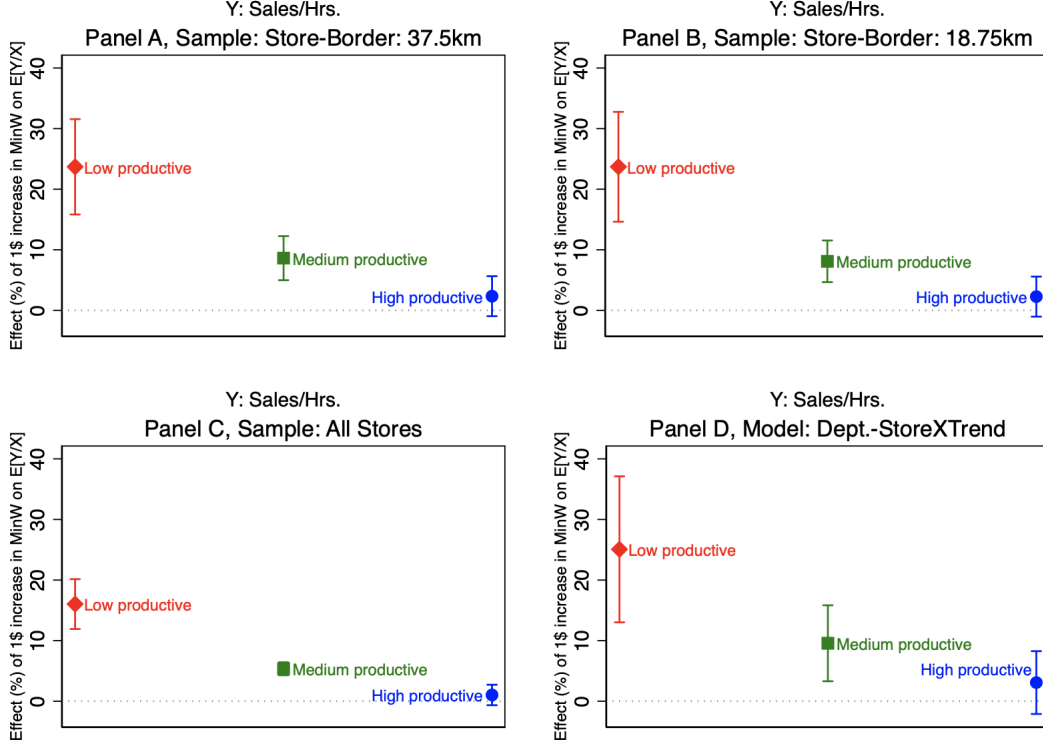 Y: Sales/Hrs.
Panel A, Sample: Store-Border: 37.5km
Effect (%) of 1$ increase in MinW on E[Y/X]
40
30
20
10
0
Low productive
Medium productive
High productive
Y: Sales/Hrs.
Panel B, Sample: Store-Border: 18.75km
Effect (%) of 1$ increase in MinW on E[Y/X]
40
30
20
10
0
Low productive
Medium productive
High productive
Y: Sales/Hrs.
Panel C, Sample: All Stores
Effect (%) of 1$ increase in MinW on E[Y/X]
40
30
20
10
0
Low productive
Medium productive
High productive
Y: Sales/Hrs.
Panel D, Model: Dept.-StoreXTrend
Effect (%) of 1$ increase in MinW on E[Y/X]
40
30
20
10
0
Low productive
Medium productive
High productive